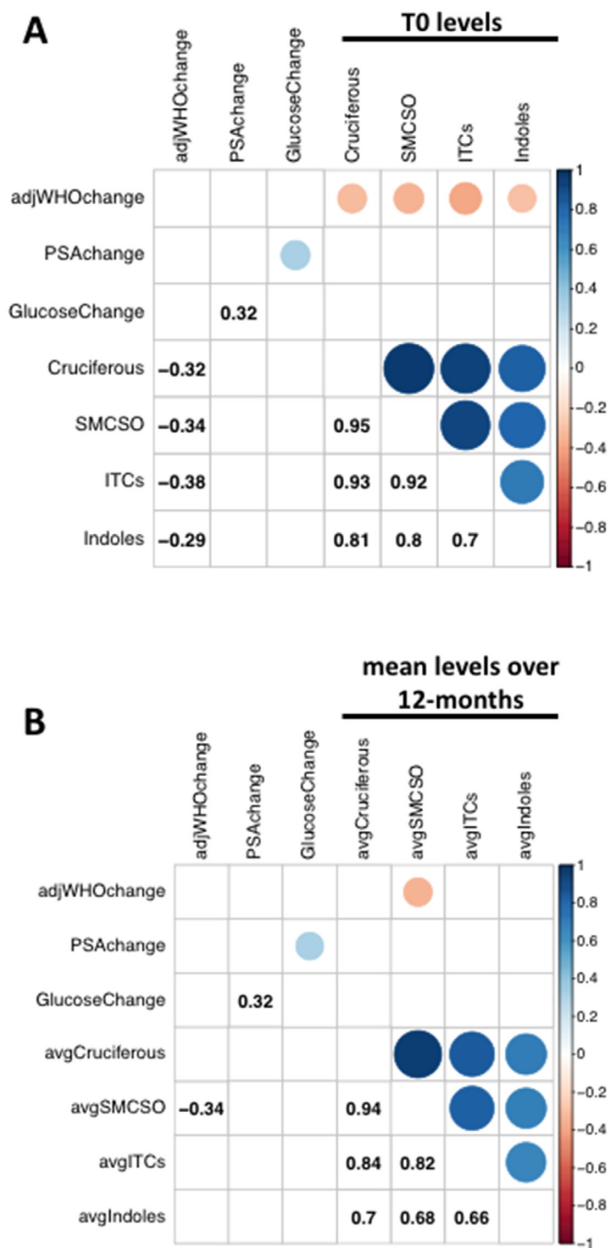 A
T0 levels
adjWHOchange PSAchange GlucoseChange Cruciferous SMCSO ITCs Indoles
adjWHOchange
PSAchange
GlucoseChange 0.32
Cruciferous −0.32
SMCSO −0.34 0.95
ITCs −0.38 0.93 0.92
Indoles −0.29 0.81 0.8 0.7
1
0.8
0.6
0.4
0.2
0
−0.2
−0.4
−0.6
−0.8
−1
mean levels over
12-months
B
adjWHOchange PSAchange GlucoseChange avgCruciferous avgSMCSO avgITCs avgIndoles
adjWHOchange
PSAchange
GlucoseChange 0.32
avgCruciferous
avgSMCSO −0.34 0.94
avgITCs 0.84 0.82
avgIndoles 0.7 0.68 0.66
1
0.8
0.6
0.4
0.2
0
−0.2
−0.4
−0.6
−0.8
−1